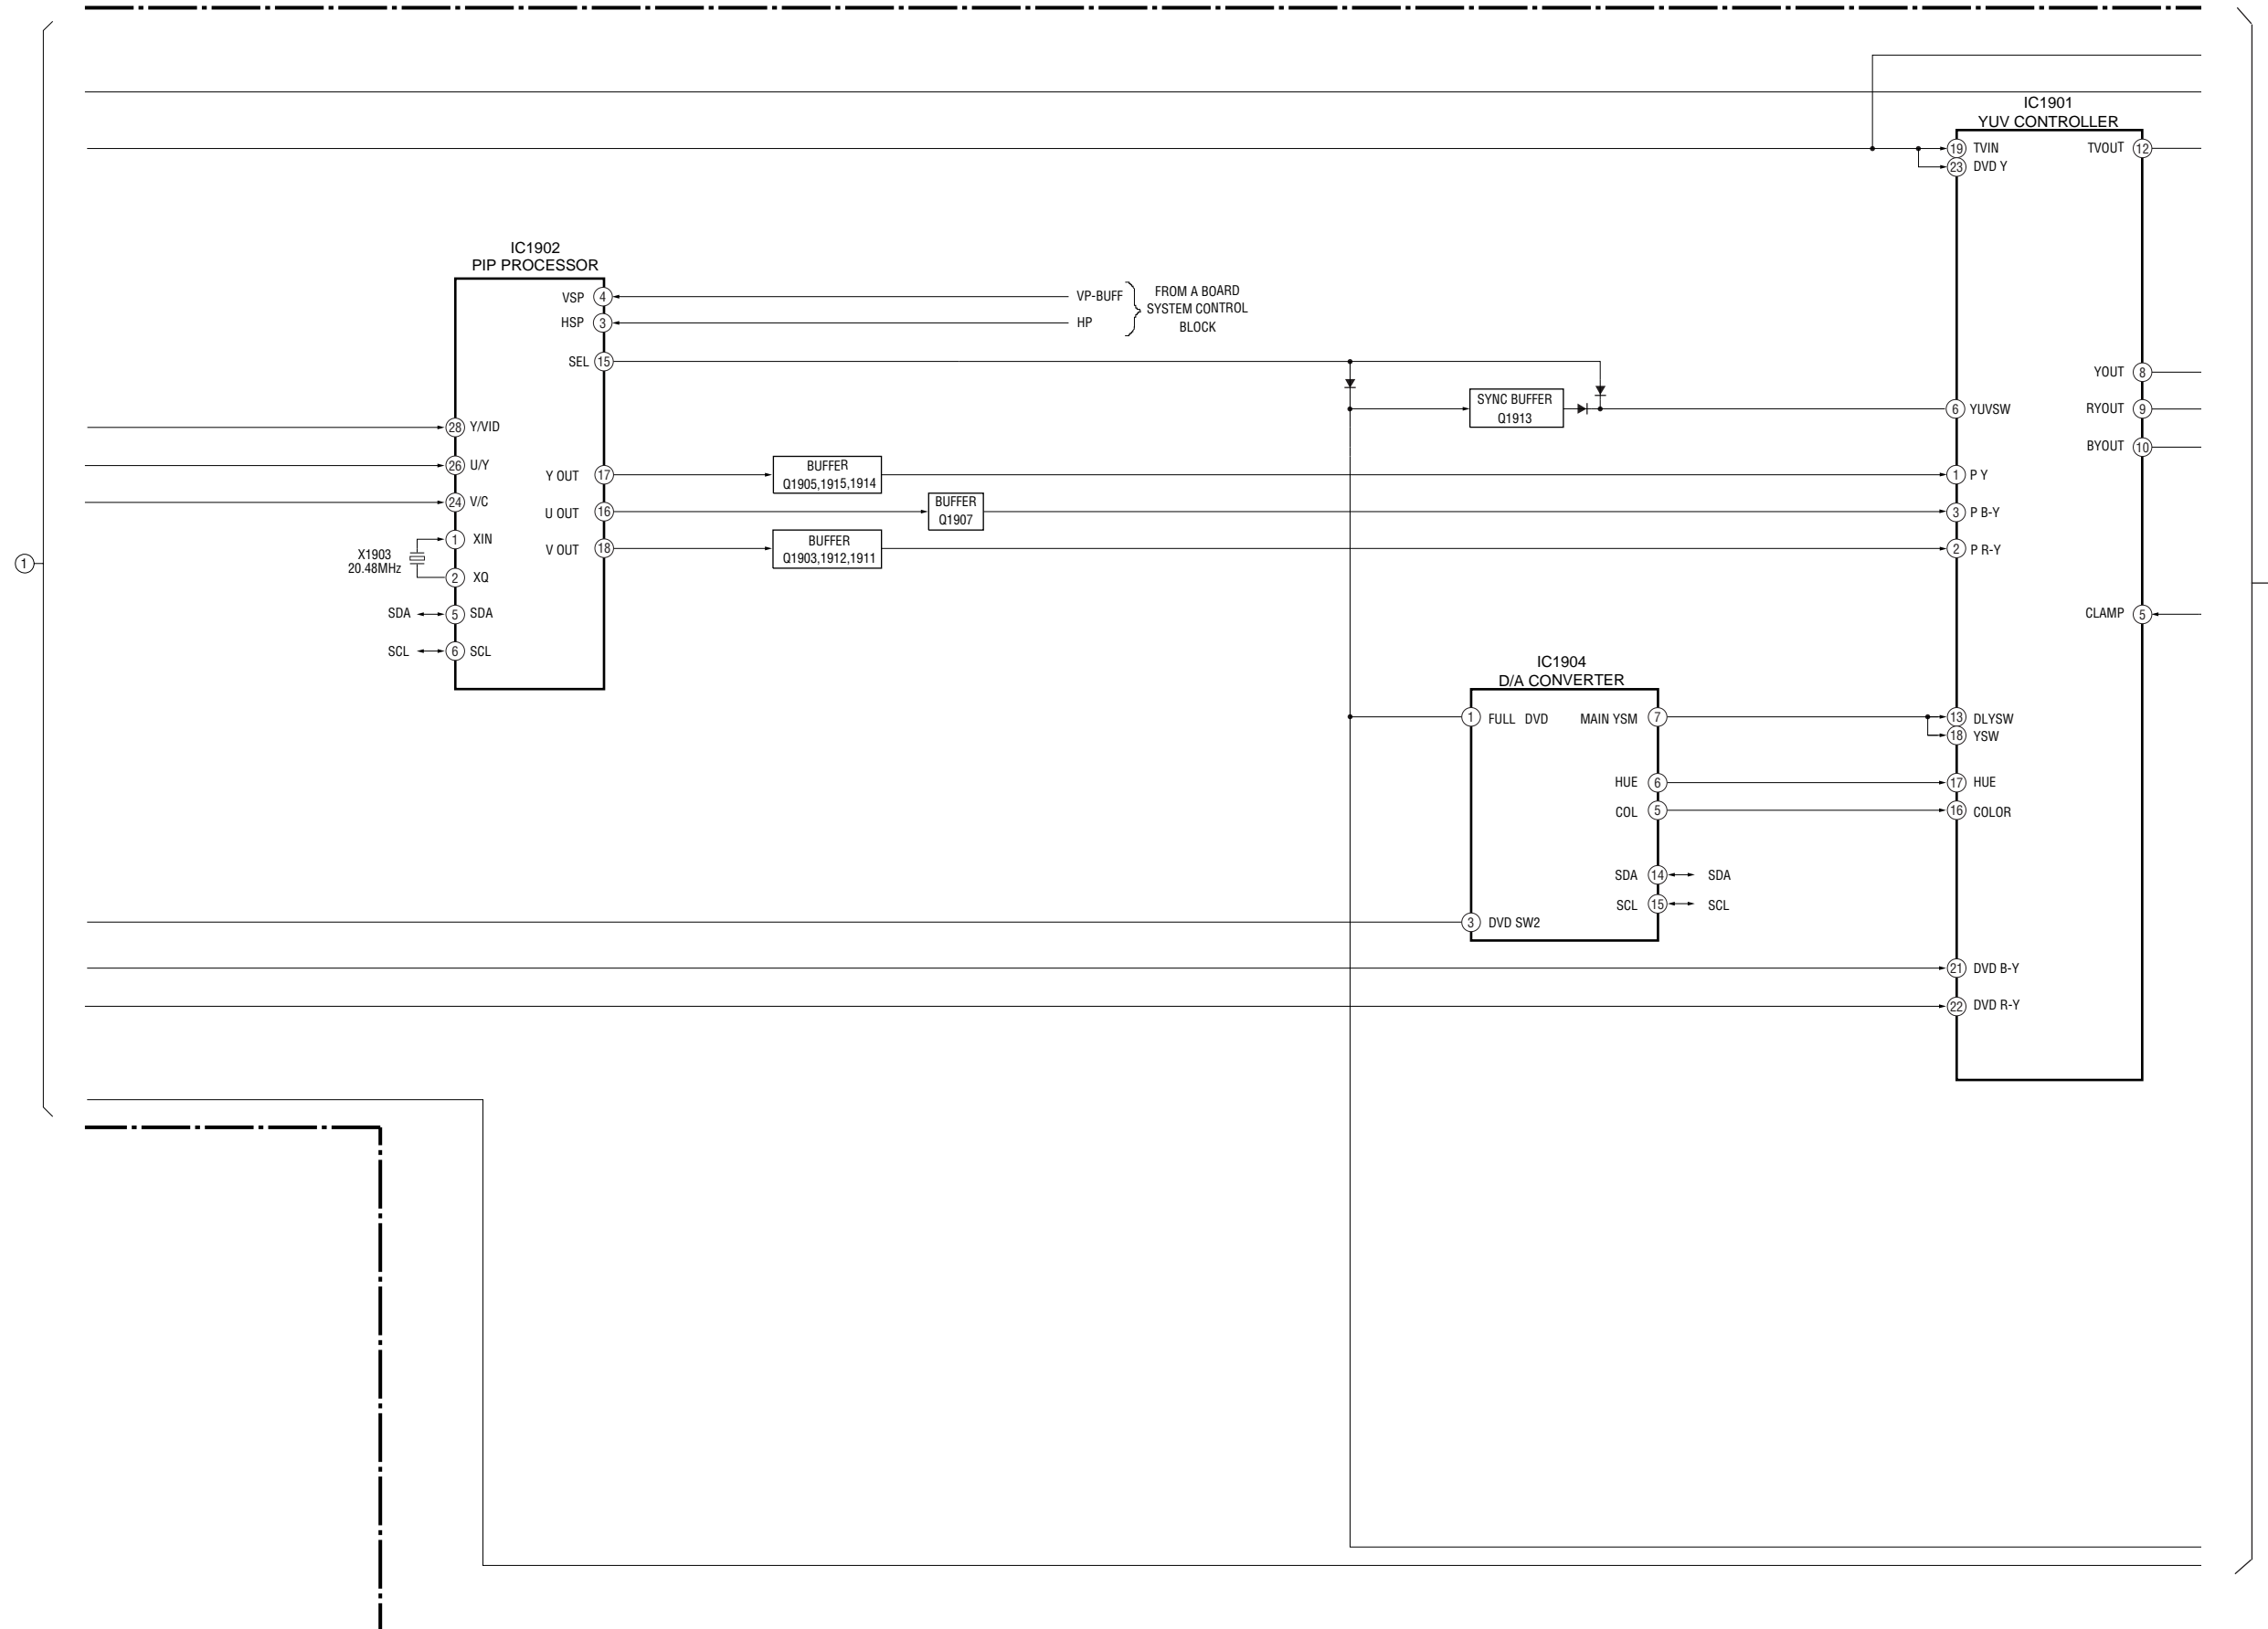 IC1901
YUV CONTROLLER
19 TVIN
TVOUT 12
23 DVD Y
IC1902
PIP PROCESSOR
VSP 4
VP-BUFF
HSP 3
HP
FROM A BOARD
SYSTEM CONTROL
BLOCK
SEL 15
YOUT 8
SYNC BUFFER
Q1913
6 YUVSW
RYOUT 9
28 Y/VID
BYOUT 10
26 U/Y
Y OUT 17
BUFFER
Q1905,1915,1914
1 P Y
24 V/C
U OUT 16
BUFFER
Q1907
3 P B-Y
1 XIN
V OUT 18
BUFFER
Q1903,1912,1911
2 P R-Y
X1903
20.48MHz
1
2 XQ
SDA 5 SDA
CLAMP 5
SCL 6 SCL
IC1904
D/A CONVERTER
1 FULL DVD
MAIN YSM 7
13 DLYSW
18 YSW
HUE 6
17 HUE
COL 5
16 COLOR
SDA 14 SDA
SCL 15 SCL
3 DVD SW2
21 DVD B-Y
22 DVD R-Y